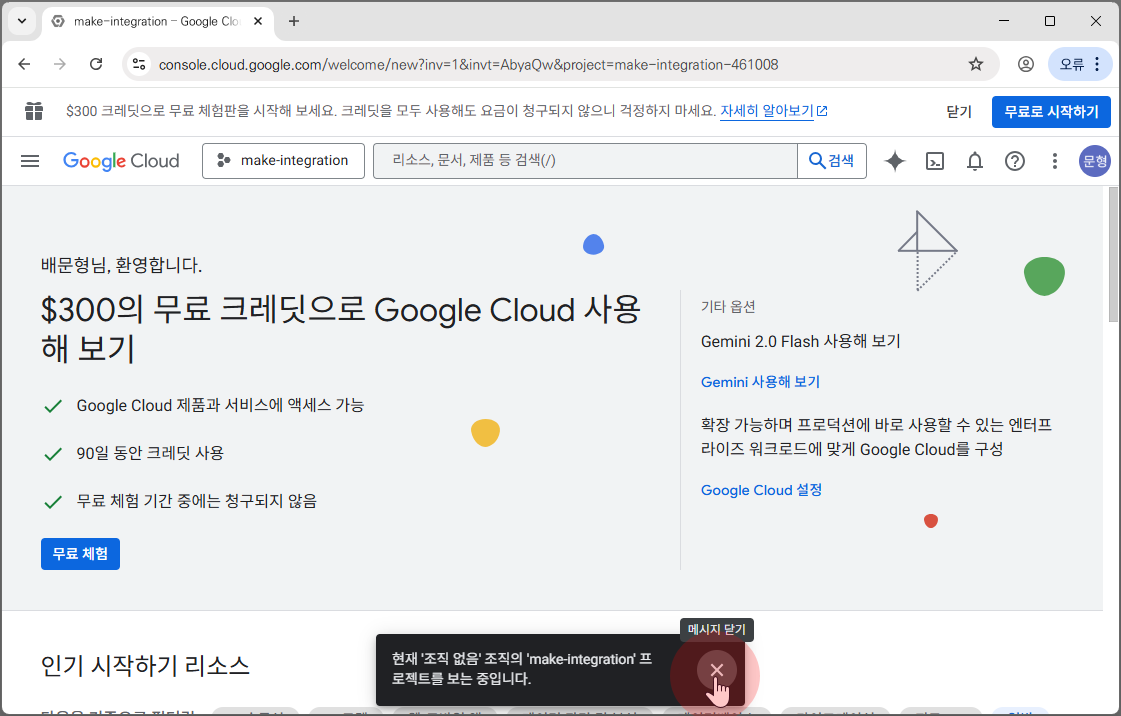 make-integration - Google Clo
console.cloud.google.com/welcome/new?inv=1&invt=AbyaQw&project=make-integration-461008
오류
$300 크레딧으로 무료 체험판을 시작해 보세요. 크레딧을 모두 사용해도 요금이 청구되지 않으니 걱정하지 마세요. 자세히 알아보기
닫기
무료로 시작하기
Google Cloud
make-integration
리소스, 문서, 제품 등 검색(/)
검색
문형
배문형님, 환영합니다.
$300의 무료 크레딧으로 Google Cloud 사용
해 보기
Google Cloud 제품과 서비스에 액세스 가능
90일 동안 크레딧 사용
무료 체험 기간 중에는 청구되지 않음
무료 체험
기타 옵션
Gemini 2.0 Flash 사용해 보기
Gemini 사용해 보기
확장 가능하며 프로덕션에 바로 사용할 수 있는 엔터프
라이즈 워크로드에 맞게 Google Cloud를 구성
Google Cloud 설정
인기 시작하기 리소스
메시지 닫기
현재 '조직 없음' 조직의 'make-integration' 프
로젝트를 보는 중입니다.